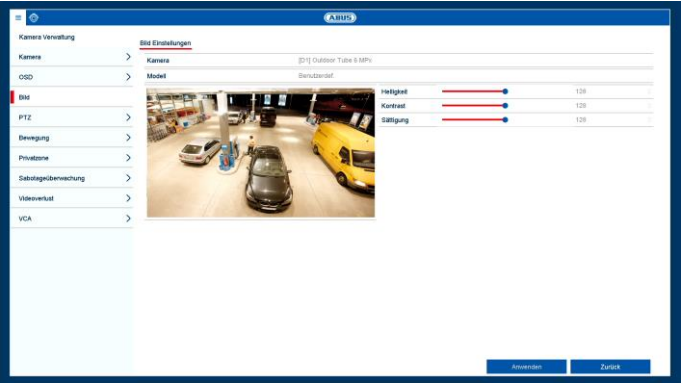 ABUS
Kamera Verwaltung
Kamera
OSD
Bild
PTZ
Bewegung
Privatzone
Sabotageüberwachung
Videoverlust
VCA
Bild Einstellungen
Kamera [D1] Outdoor Tube 6 MPx
Modell Benutzerdef.
Helligkeit 128
Kontrast 128
Sättigung 128
Anwenden Zurück